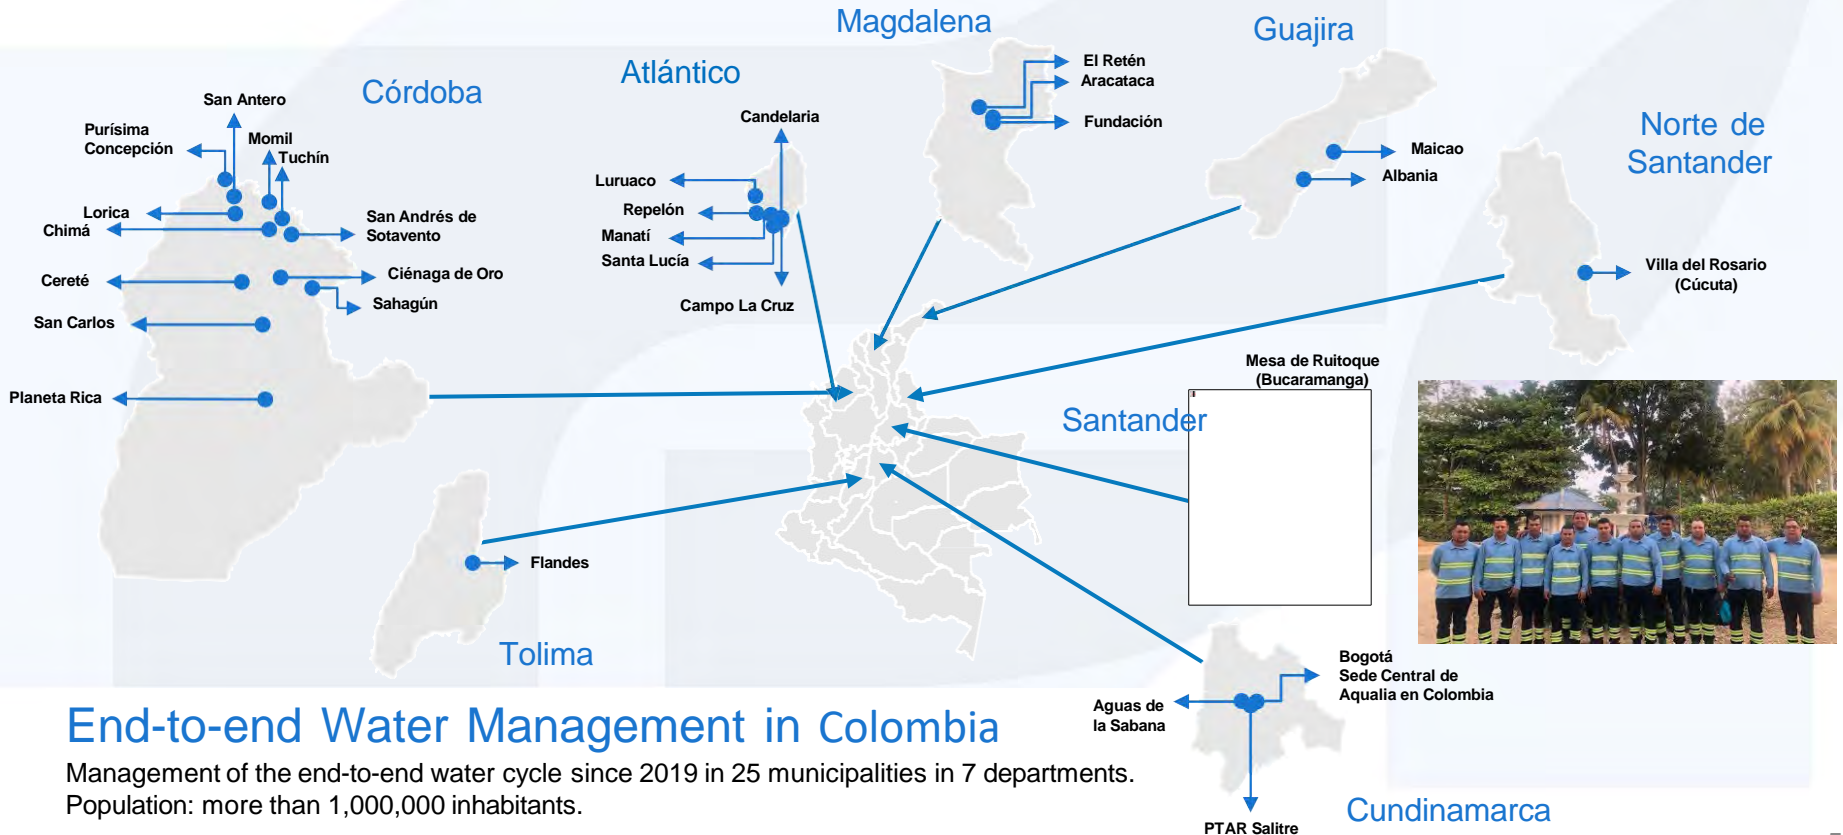 Magdalena
Guajira
El Retén
Aracataca
Fundación
Atlántico
Córdoba
San Antero
Candelaria
Purísima
Concepción
Momil
Tuchín
Norte de
Santander
Maicao
Albania
Luruaco
Repelón
Manatí
Santa Lucía
Campo La Cruz
Lorica
Chimá
San Andrés de
Sotavento
Cereté
Ciénaga de Oro
Sahagún
San Carlos
Planeta Rica
Villa del Rosario
(Cúcuta)
Mesa de Ruitoque
(Bucaramanga)
Santander
Flandes
Tolima
Bogotá
Sede Central de
Aqualia en Colombia
Aguas de
la Sabana
PTAR Salitre
Cundinamarca
End-to-end Water Management in Colombia
Management of the end-to-end water cycle since 2019 in 25 municipalities in 7 departments.
Population: more than 1,000,000 inhabitants.